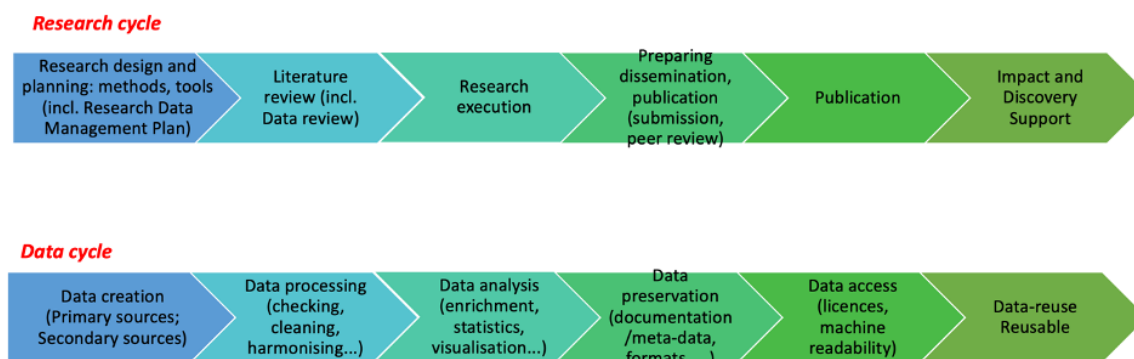 Research cycle
Research design and
planning: methods, tools
(incl. Research Data
Management Plan)
Literature
review (incl.
Data review)
Research
execution
Preparing
dissemination,
publication
(submission,
peer review)
Publication
Impact and
Discovery
Support
Data cycle
Data creation
(Primary sources;
Secondary sources)
Data processing
(checking,
cleaning,
harmonising...)
Data analysis
(enrichment,
statistics,
visualisation...)
Data
preservation
(documentation
/meta-data,
formats,...)
Data access
(licences,
machine
readability)
Data-reuse
Reusable